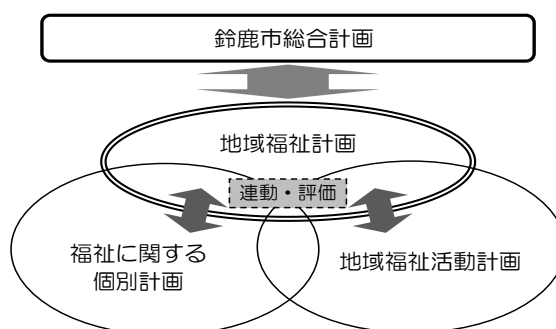 鈴鹿市総合計画
地域福祉計画
連動・評価
福祉に関する
個別計画
地域福祉活動計画